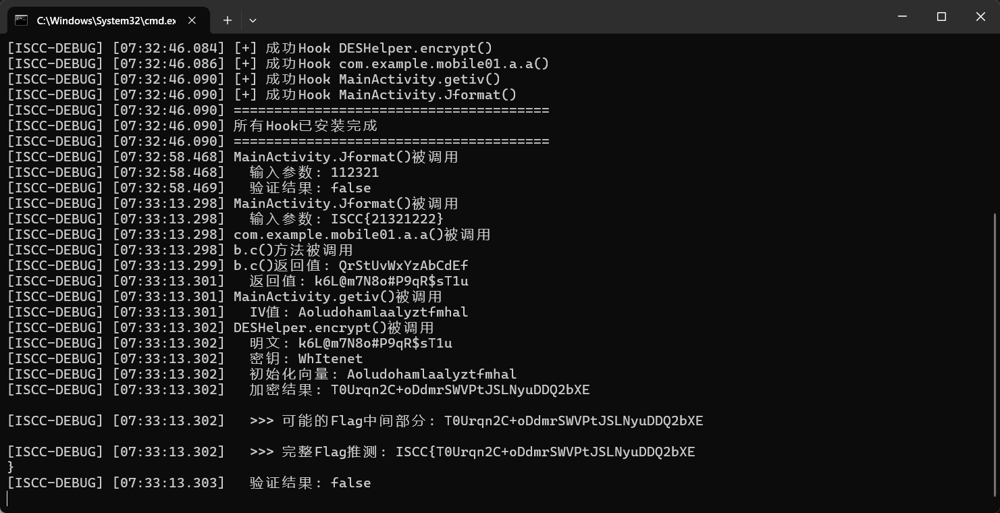 C:\Windows\System32\cmd.ex
[ISCC-DEBUG] [07:32:46.084] [+] 成功Hook DESHelper.encrypt()
[ISCC-DEBUG] [07:32:46.086] [+] 成功Hook com.example.mobile01.a.a()
[ISCC-DEBUG] [07:32:46.090] [+] 成功Hook MainActivity.getiv()
[ISCC-DEBUG] [07:32:46.090] [+] 成功Hook MainActivity.Jformat()
[ISCC-DEBUG] [07:32:46.090] =======================================
[ISCC-DEBUG] [07:32:46.090] 所有Hook已安装完成
[ISCC-DEBUG] [07:32:46.090] =======================================
[ISCC-DEBUG] [07:32:58.468] MainActivity.Jformat()被调用
[ISCC-DEBUG] [07:32:58.468]   输入参数: 112321
[ISCC-DEBUG] [07:32:58.469]   验证结果: false
[ISCC-DEBUG] [07:33:13.298] MainActivity.Jformat()被调用
[ISCC-DEBUG] [07:33:13.298]   输入参数: ISCC{21321222}
[ISCC-DEBUG] [07:33:13.298] com.example.mobile01.a.a()被调用
[ISCC-DEBUG] [07:33:13.298] b.c()方法被调用
[ISCC-DEBUG] [07:33:13.299] b.c()返回值: QrStUvWxYzAbCdEf
[ISCC-DEBUG] [07:33:13.301]   返回值: k6L@m7N8o#P9qR$sT1u
[ISCC-DEBUG] [07:33:13.301] MainActivity.getiv()被调用
[ISCC-DEBUG] [07:33:13.301]   IV值: Aoludohamlaalyztfmhal
[ISCC-DEBUG] [07:33:13.302] DESHelper.encrypt()被调用
[ISCC-DEBUG] [07:33:13.302]   明文: k6L@m7N8o#P9qR$sT1u
[ISCC-DEBUG] [07:33:13.302]   密钥: WhItenet
[ISCC-DEBUG] [07:33:13.302]   初始化向量: Aoludohamlaalyztfmhal
[ISCC-DEBUG] [07:33:13.302]   加密结果: T0Urqn2C+oDdmrSWVPtJSLNyuDDQ2bXE
[ISCC-DEBUG] [07:33:13.302]   >>> 可能的Flag中间部分: T0Urqn2C+oDdmrSWVPtJSLNyuDDQ2bXE
[ISCC-DEBUG] [07:33:13.302]   >>> 完整Flag推测: ISCC{T0Urqn2C+oDdmrSWVPtJSLNyuDDQ2bXE
}
[ISCC-DEBUG] [07:33:13.303]   验证结果: false